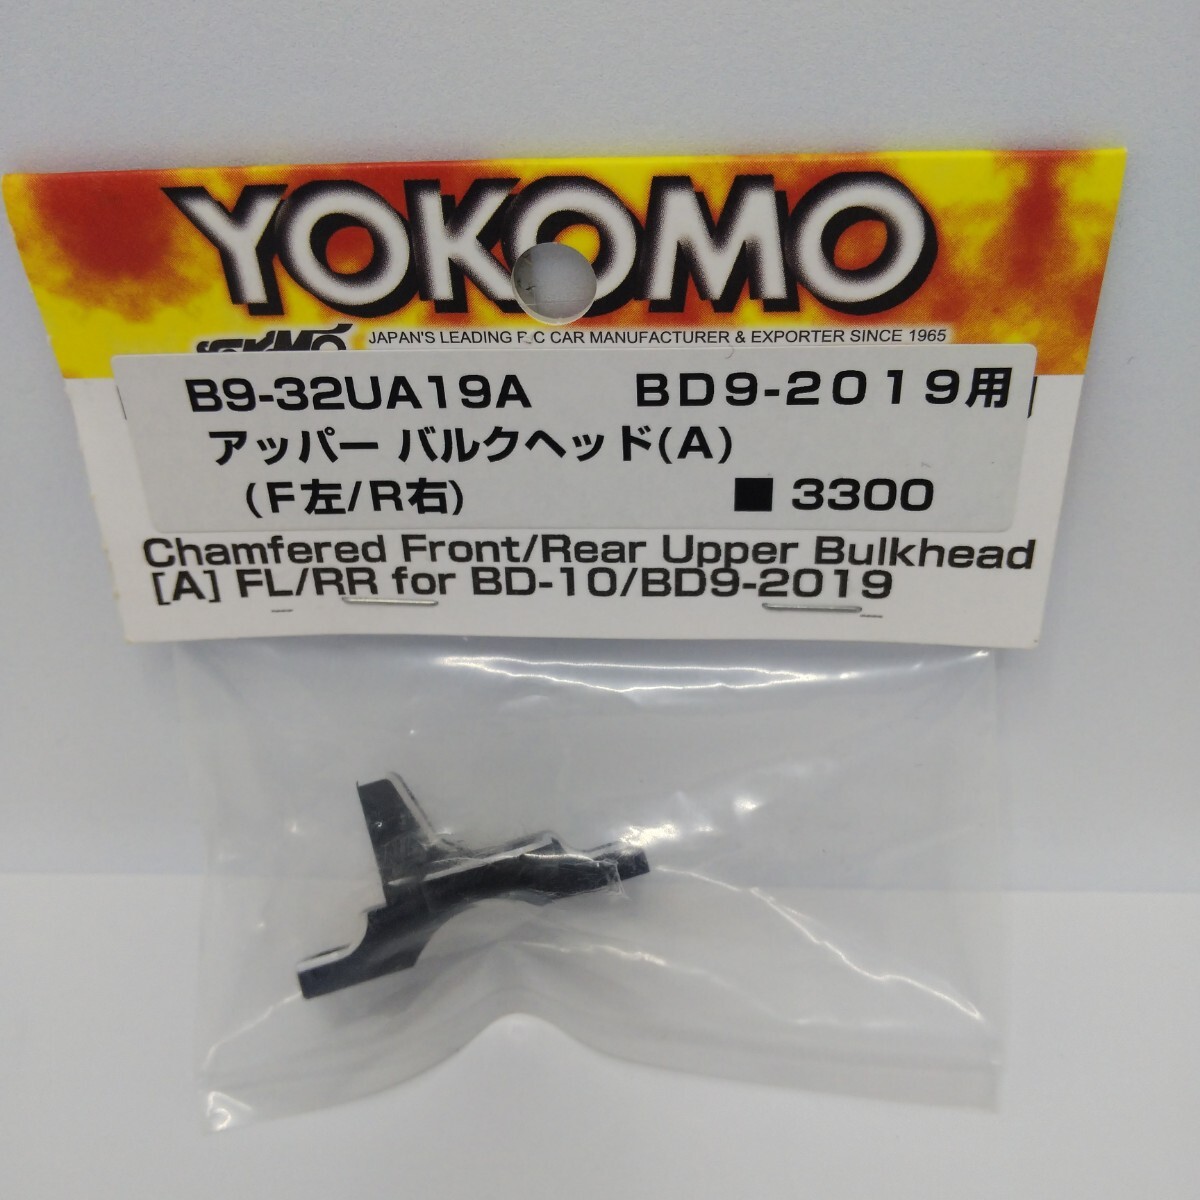 YOKOMO
YOKOMO JAPAN'S LEADING R/C CAR MANUFACTURER & EXPORTER SINCE 1965
B9-32UA19A BD9-2019用
アッパー バルクヘッド(A)
(F左/R右) ■ 3300
Chamfered Front/Rear Upper Bulkhead
[A] FL/RR for BD-10/BD9-2019